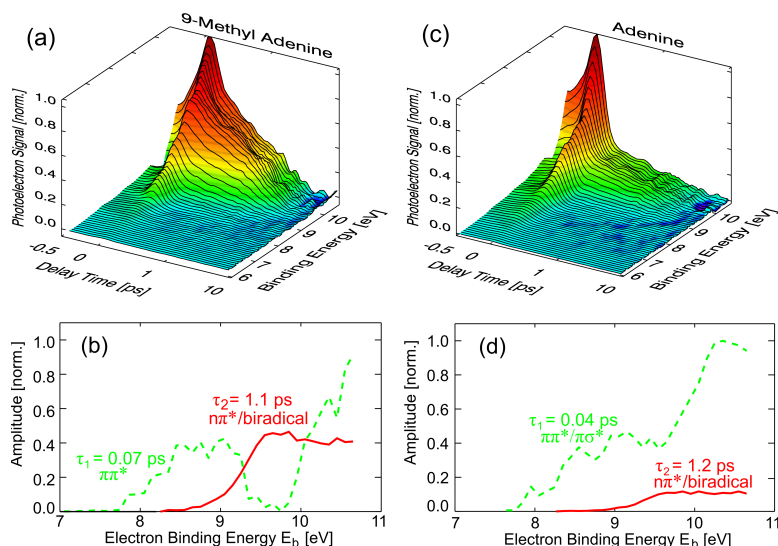 (a)
9-Methyl Adenine
Photoelectron Signal [norm.]
1.0
0.8
0.6
0.4
0.2
0.0
-0.5
0
1
10
Delay Time [ps]
6
7
8
9
10
Binding Energy [eV]
(c)
Adenine
Photoelectron Signal [norm.]
1.0
0.8
0.6
0.4
0.2
0.0
-0.5
0
1
10
Delay Time [ps]
6
7
8
9
10
Binding Energy [eV]
(b)
Amplitude [norm.]
1.0
0.8
0.6
0.4
0.2
0.0
τ₂= 1.1 ps
nπ*/biradical
τ₁ = 0.07 ps
ππ*
7 8 9 10 11
Electron Binding Energy E_b [eV]
(d)
Amplitude [norm.]
1.0
0.8
0.6
0.4
0.2
0.0
τ₁ = 0.04 ps
ππ*/πσ*
τ₂= 1.2 ps
nπ*/biradical
7 8 9 10 11
Electron Binding Energy E_b [eV]